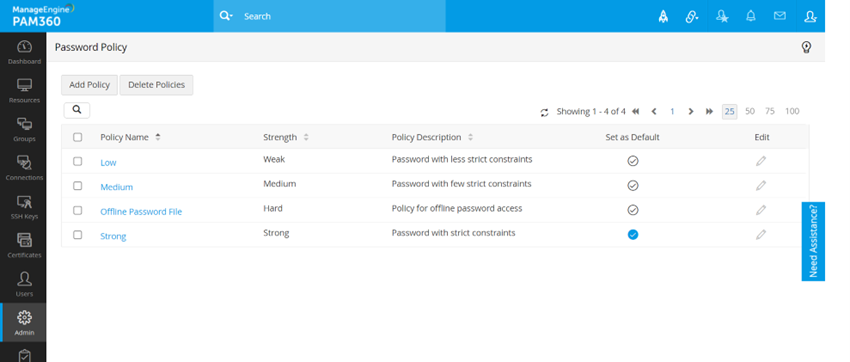 ManageEngine
PAM360
Search
Dashboard
Resources
Groups
Connections
SSH Keys
Certificates
Users
Admin
Password Policy
Add Policy Delete Policies
Showing 1 - 4 of 4 1 25 50 75 100
Policy Name Strength Policy Description Set as Default Edit
Low Weak Password with less strict constraints
Medium Medium Password with few strict constraints
Offline Password File Hard Policy for offline password access
Strong Strong Password with strict constraints
Need Assistance?